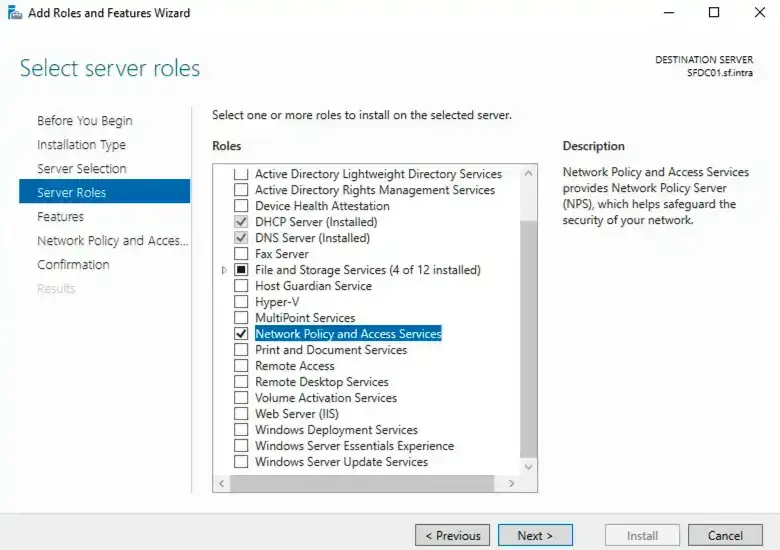 Add Roles and Features Wizard
Select server roles
DESTINATION SERVER
SFDC01.sf.intra
Before You Begin
Installation Type
Server Selection
Server Roles
Features
Network Policy and Acces...
Confirmation
Results
Select one or more roles to install on the selected server.
Roles
Active Directory Lightweight Directory Services
Active Directory Rights Management Services
Device Health Attestation
DHCP Server (Installed)
DNS Server (Installed)
Fax Server
File and Storage Services (4 of 12 installed)
Host Guardian Service
Hyper-V
MultiPoint Services
Network Policy and Access Services
Print and Document Services
Remote Access
Remote Desktop Services
Volume Activation Services
Web Server (IIS)
Windows Deployment Services
Windows Server Essentials Experience
Windows Server Update Services
Description
Network Policy and Access Services
provides Network Policy Server
(NPS), which helps safeguard the
security of your network.
< Previous
Next >
Install
Cancel